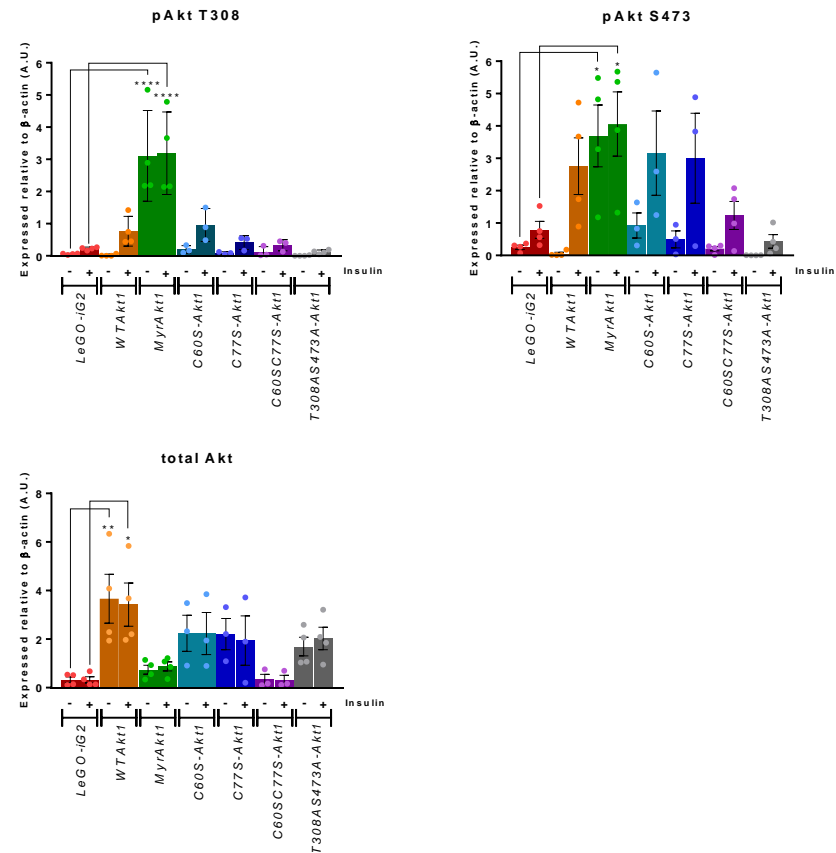 pAkt T308
Expressed relative to β-actin (A.U.)
6
5
4
3
2
1
0
****
****
- + - + - + - + - + - + - + Insulin
LeGO-iG2
WTAkt1
MyrAkt1
C60S-Akt1
C77S-Akt1
C60SC77S-Akt1
T308AS473A-Akt1
pAkt S473
Expressed relative to β-actin (A.U.)
6
5
4
3
2
1
0
*
*
- + - + - + - + - + - + - + Insulin
LeGO-iG2
WTAkt1
MyrAkt1
C60S-Akt1
C77S-Akt1
C60SC77S-Akt1
T308AS473A-Akt1
total Akt
Expressed relative to β-actin (A.U.)
8
6
4
2
0
**
*
- + - + - + - + - + - + - + Insulin
LeGO-iG2
WTAkt1
MyrAkt1
C60S-Akt1
C77S-Akt1
C60SC77S-Akt1
T308AS473A-Akt1